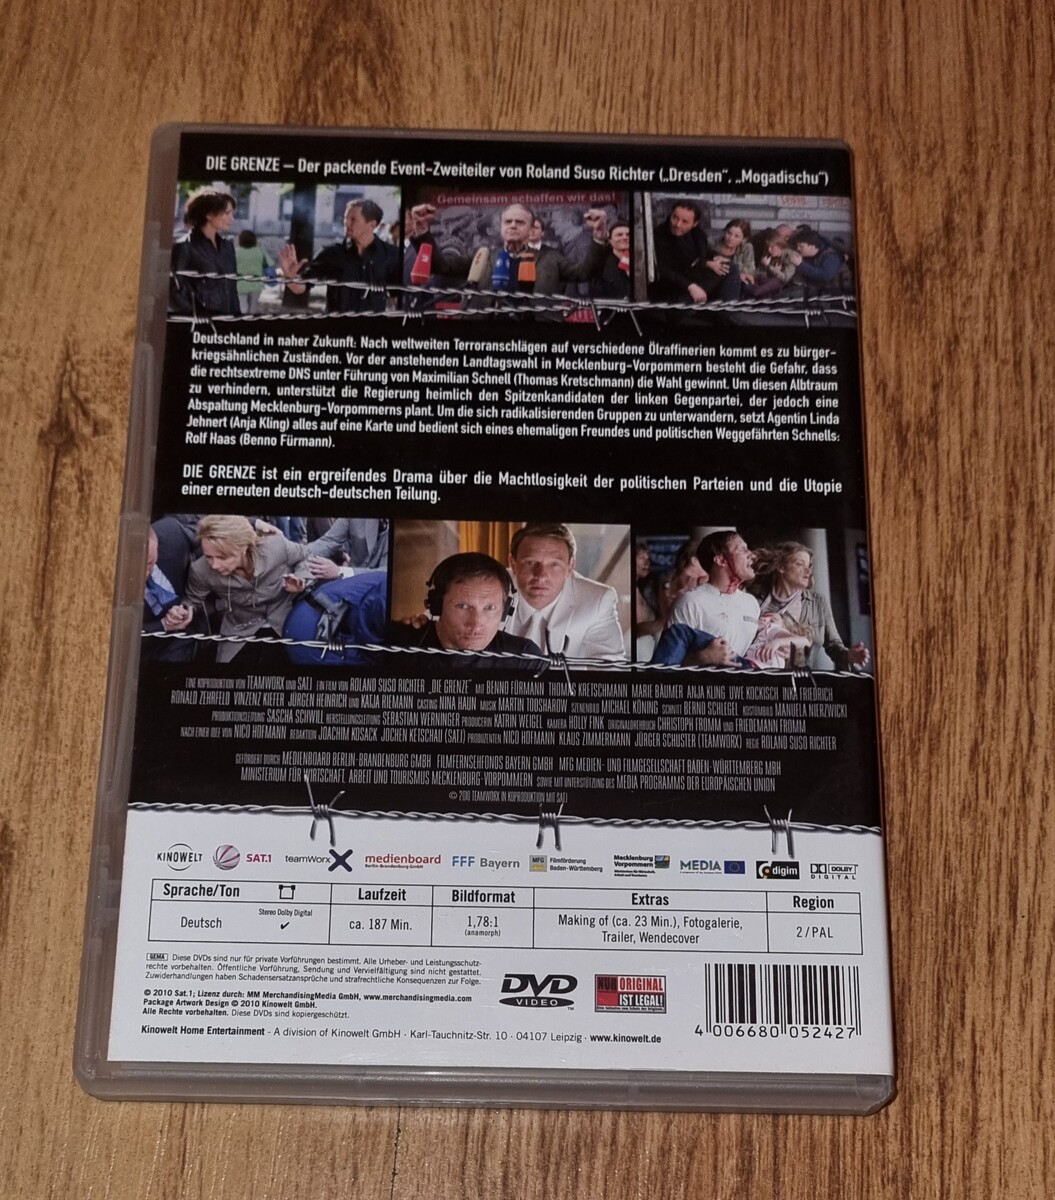 DIE GRENZE – Der packende Event-Zweiteiler von Roland Suso Richter („Dresden“, „Mogadischu“)
Gemeinsam schaffen wir das!
Deutschland in naher Zukunft: Nach weltweiten Terroranschlägen auf verschiedene Ölraffinerien kommt es zu bürger-
kriegsähnlichen Zuständen. Vor der anstehenden Landtagswahl in Mecklenburg-Vorpommern besteht die Gefahr, dass
die rechtsextreme DNS unter Führung von Maximilian Schnell (Thomas Kretschmann) die Wahl gewinnt. Um diesen Albtraum
zu verhindern, unterstützt die Regierung heimlich den Spitzenkandidaten der linken Gegenpartei, der jedoch eine
Abspaltung Mecklenburg-Vorpommerns plant. Um die sich radikalisierenden Gruppen zu unterwandern, setzt Agentin Linda
Jehnert (Anja Kling) alles auf eine Karte und bedient sich eines ehemaligen Freundes und politischen Weggefährten Schnells:
Rolf Haas (Benno Fürmann).
DIE GRENZE ist ein ergreifendes Drama über die Machtlosigkeit der politischen Parteien und die Utopie
einer erneuten deutsch-deutschen Teilung.
EINE KOPRODUKTION VON TEAMWORX UND SAT.1 EIN FILM VON ROLAND SUSO RICHTER „DIE GRENZE“ MIT BENNO FÜRMANN THOMAS KRETSCHMANN MARIE BÄUMER ANJA KLING UWE KOCKISCH INKA FRIEDRICH
RONALD ZEHRFELD VINZENZ KIEFER JÜRGEN HEINRICH UND KATJA RIEMANN CASTING NINA HAUN MUSIK MARTIN TODSHAROW SZENENBILD MICHAEL KÖNING SCHNITT BERND SCHLEGEL KOSTÜMBILD MANUELA NIERZWICKI
PRODUKTIONSLEITUNG SASCHA SCHWILL HERSTELLUNGSLEITUNG SEBASTIAN WERNINGER PRODUCERIN KATRIN WEIGEL KAMERA HOLLY FINK ORIGINALDREHBUCH CHRISTOPH FROMM UND FRIEDEMANN FROMM
NACH EINER IDEE VON NICO HOFMANN REDAKTION JOACHIM KOSACK JOCHEN KETSCHAU (SAT.1) PRODUZENTEN NICO HOFMANN KLAUS ZIMMERMANN JÜRGEN SCHUSTER (TEAMWORX) REGIE ROLAND SUSO RICHTER
GEFÖRDERT DURCH MEDIENBOARD BERLIN-BRANDENBURG GMBH FILMFERNSEHFONDS BAYERN GMBH MFG MEDIEN- UND FILMGESELLSCHAFT BADEN-WÜRTTEMBERG MBH
MINISTERIUM FÜR WIRTSCHAFT, ARBEIT UND TOURISMUS MECKLENBURG-VORPOMMERN SOWIE MIT UNTERSTÜTZUNG DES MEDIA PROGRAMMS DER EUROPÄISCHEN UNION
© 2010 TEAMWORX IN KOPRODUKTION MIT SAT.1
KINOWELT SAT.1 teamWorx medienboard Berlin-Brandenburg GmbH FFF Bayern MFG Filmförderung Baden-Württemberg Mecklenburg Vorpommern MEDIA digim DOLBY DIGITAL
Sprache/Ton Laufzeit Bildformat Extras Region
Deutsch Stereo Dolby Digital ✔ ca. 187 Min. 1,78:1 (anamorph) Making of (ca. 23 Min.), Fotogalerie, 2/PAL
Trailer, Wendecover
GEMA Diese DVDs sind nur für private Vorführungen bestimmt. Alle Urheber- und Leistungsschutz-
rechte vorbehalten. Öffentliche Vorführung, Sendung und Vervielfältigung sind nicht gestattet.
Zuwiderhandlungen haben Schadensersatzansprüche und strafrechtliche Konsequenzen zur Folge.
© 2010 Sat.1; Lizenz durch: MM MerchandisingMedia GmbH, www.merchandisingmedia.com
Package Artwork Design © 2010 Kinowelt GmbH.
Alle Rechte vorbehalten. Diese DVDs sind kopiergeschützt.
Kinowelt Home Entertainment - A division of Kinowelt GmbH · Karl-Tauchnitz-Str. 10 · 04107 Leipzig · www.kinowelt.de
DVD
VIDEO
NUR ORIGINAL
IST LEGAL!
4 006680 052427